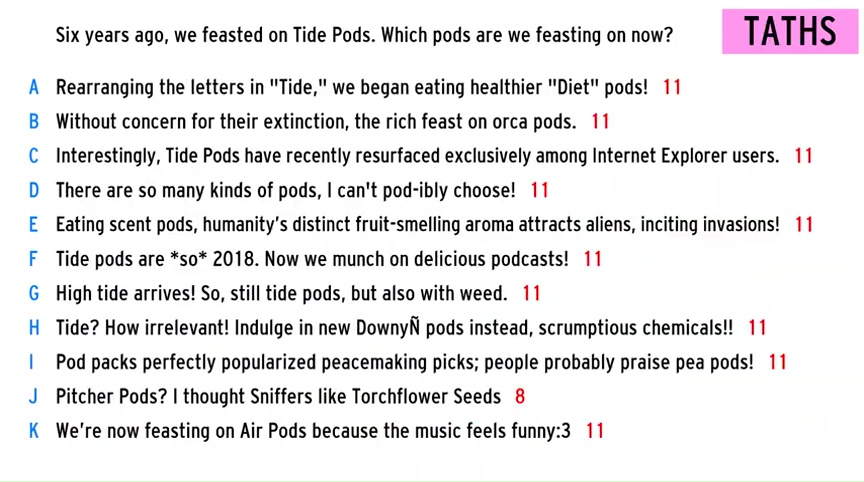 Six years ago, we feasted on Tide Pods. Which pods are we feasting on now?
TATHS
A Rearranging the letters in "Tide," we began eating healthier "Diet" pods! 11
B Without concern for their extinction, the rich feast on orca pods. 11
C Interestingly, Tide Pods have recently resurfaced exclusively among Internet Explorer users. 11
D There are so many kinds of pods, I can't pod-ibly choose! 11
E Eating scent pods, humanity's distinct fruit-smelling aroma attracts aliens, inciting invasions! 11
F Tide pods are *so* 2018. Now we munch on delicious podcasts! 11
G High tide arrives! So, still tide pods, but also with weed. 11
H Tide? How irrelevant! Indulge in new DownyÑ pods instead, scrumptious chemicals!! 11
I Pod packs perfectly popularized peacemaking picks; people probably praise pea pods! 11
J Pitcher Pods? I thought Sniffers like Torchflower Seeds 8
K We're now feasting on Air Pods because the music feels funny:3 11